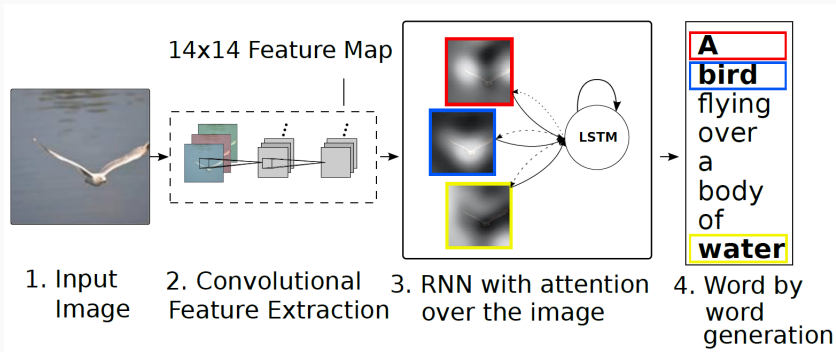 14x14 Feature Map
LSTM
A
bird
flying
over
a
body
of
water
1. Input
Image
2. Convolutional
Feature Extraction
3. RNN with attention
over the image
4. Word by
word
generation